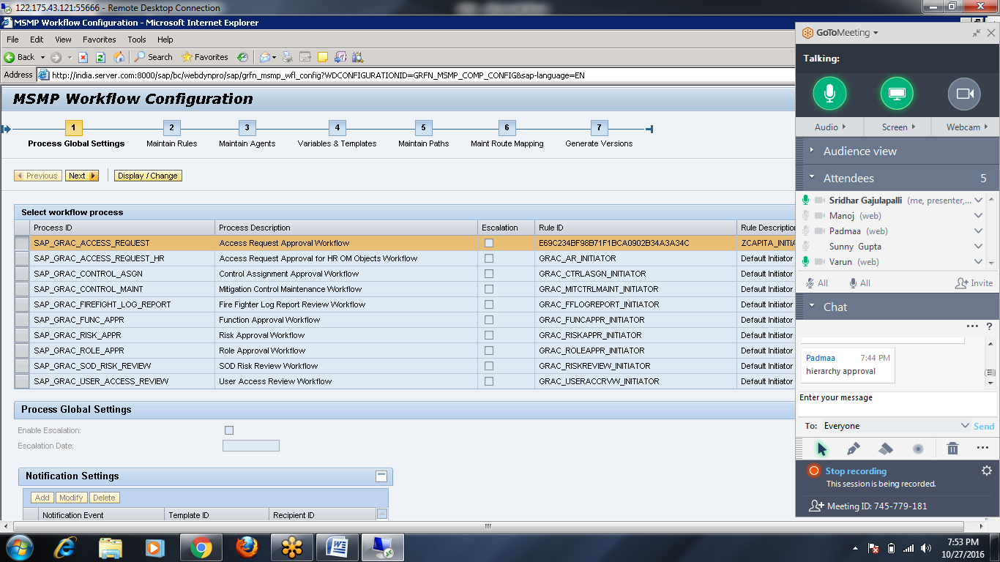 122.175.43.121:55666 - Remote Desktop Connection
MSMP Workflow Configuration - Microsoft Internet Explorer
File Edit View Favorites Tools Help
Back Search Favorites
Address http://india.server.com:8000/sap/bc/webdynpro/sap/grfn_msmp_wfl_config?WDCONFIGURATIONID=GRFN_MSMP_COMP_CONFIG&sap-language=EN
MSMP Workflow Configuration
1 2 3 4 5 6 7
Process Global Settings Maintain Rules Maintain Agents Variables & Templates Maintain Paths Maint Route Mapping Generate Versions
Previous Next Display / Change
Select workflow process
Process ID Process Description Escalation Rule ID Rule Description
SAP_GRAC_ACCESS_REQUEST Access Request Approval Workflow E69C234BF98B71F1BCA0902B34A3A34C ZCAPITA_INITIA
SAP_GRAC_ACCESS_REQUEST_HR Access Request Approval for HR OM Objects Workflow GRAC_AR_INITIATOR Default Initiator
SAP_GRAC_CONTROL_ASGN Control Assignment Approval Workflow GRAC_CTRLASGN_INITIATOR Default Initiator
SAP_GRAC_CONTROL_MAINT Mitigation Control Maintenance Workflow GRAC_MITCTRLMAINT_INITIATOR Default Initiator
SAP_GRAC_FIREFIGHT_LOG_REPORT Fire Fighter Log Report Review Workflow GRAC_FFLOGREPORT_INITIATOR Default Initiator
SAP_GRAC_FUNC_APPR Function Approval Workflow GRAC_FUNCAPPR_INITIATOR Default Initiator
SAP_GRAC_RISK_APPR Risk Approval Workflow GRAC_RISKAPPR_INITIATOR Default Initiator
SAP_GRAC_ROLE_APPR Role Approval Workflow GRAC_ROLEAPPR_INITIATOR Default Initiator
SAP_GRAC_SOD_RISK_REVIEW SOD Risk Review Workflow GRAC_RISKREVIEW_INITIATOR Default Initiator
SAP_GRAC_USER_ACCESS_REVIEW User Access Review Workflow GRAC_USERACCRVW_INITIATOR Default Initiator
Process Global Settings
Enable Escalation:
Escalation Date:
Notification Settings
Add Modify Delete
Notification Event Template ID Recipient ID
GoToMeeting
Talking:
Audio Screen Webcam
Audience view
Attendees 5
Sridhar Gajulapalli (me, presenter,...
Manoj (web)
Padmaa (web)
Sunny Gupta
Varun (web)
All All Invite
Chat
... ?
Padmaa 7:44 PM
hierarchy approval
Enter your message
To: Everyone Send
Stop recording
This session is being recorded.
Meeting ID: 745-779-181
7:53 PM
10/27/2016